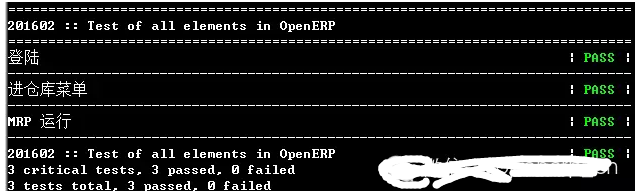 201602 :: Test of all elements in OpenERP
登陆 | PASS |
进仓库菜单 | PASS |
MRP 运行 | PASS |
201602 :: Test of all elements in OpenERP | PASS |
3 critical tests, 3 passed, 0 failed
3 tests total, 3 passed, 0 failed